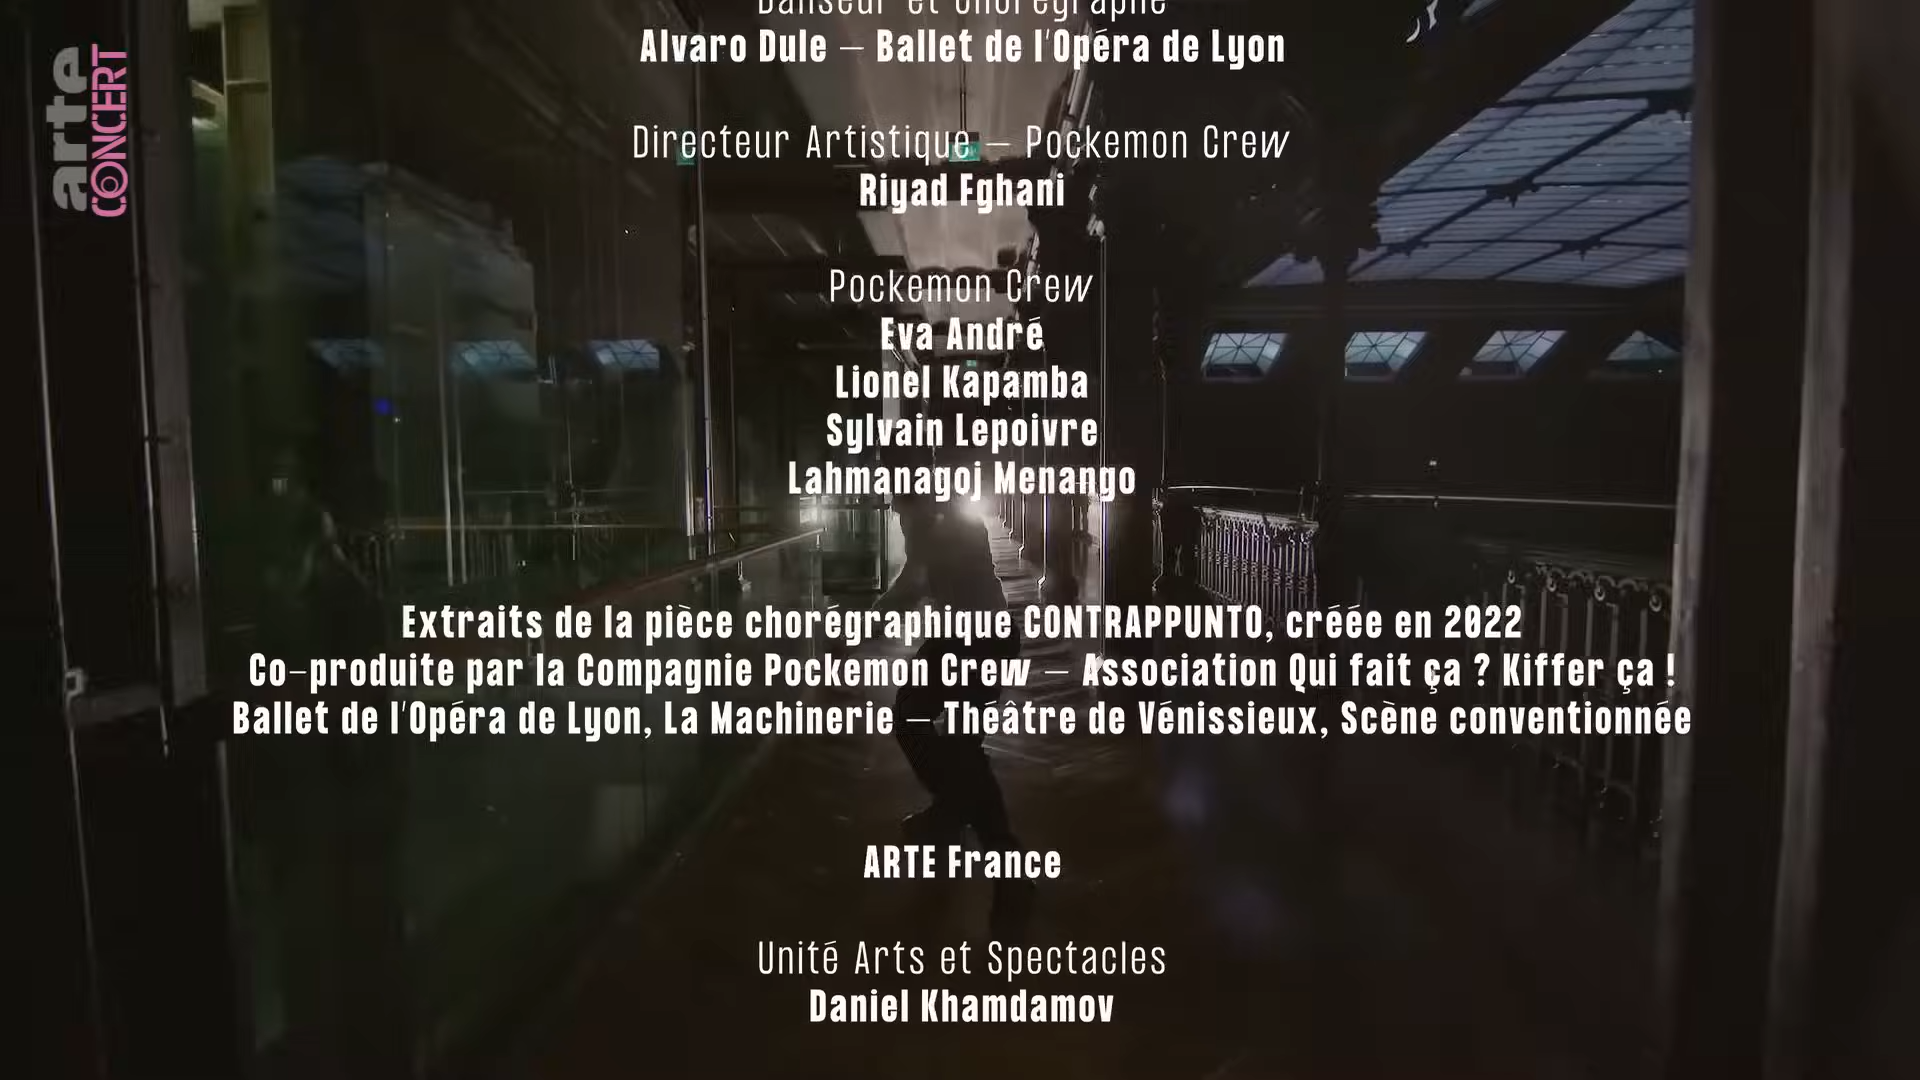 arte
CONCERT
Danseur et Chorégraphe
Alvaro Dule – Ballet de l'Opéra de Lyon
Directeur Artistique – Pockemon Crew
Riyad Fghani
Pockemon Crew
Eva André
Lionel Kapamba
Sylvain Lepoivre
Lahmanagoj Menango
Extraits de la pièce chorégraphique CONTRAPPUNTO, créée en 2022
Co-produite par la Compagnie Pockemon Crew – Association Qui fait ça ? Kiffer ça !
Ballet de l'Opéra de Lyon, La Machinerie – Théâtre de Vénissieux, Scène conventionnée
ARTE France
Unité Arts et Spectacles
Daniel Khamdamov